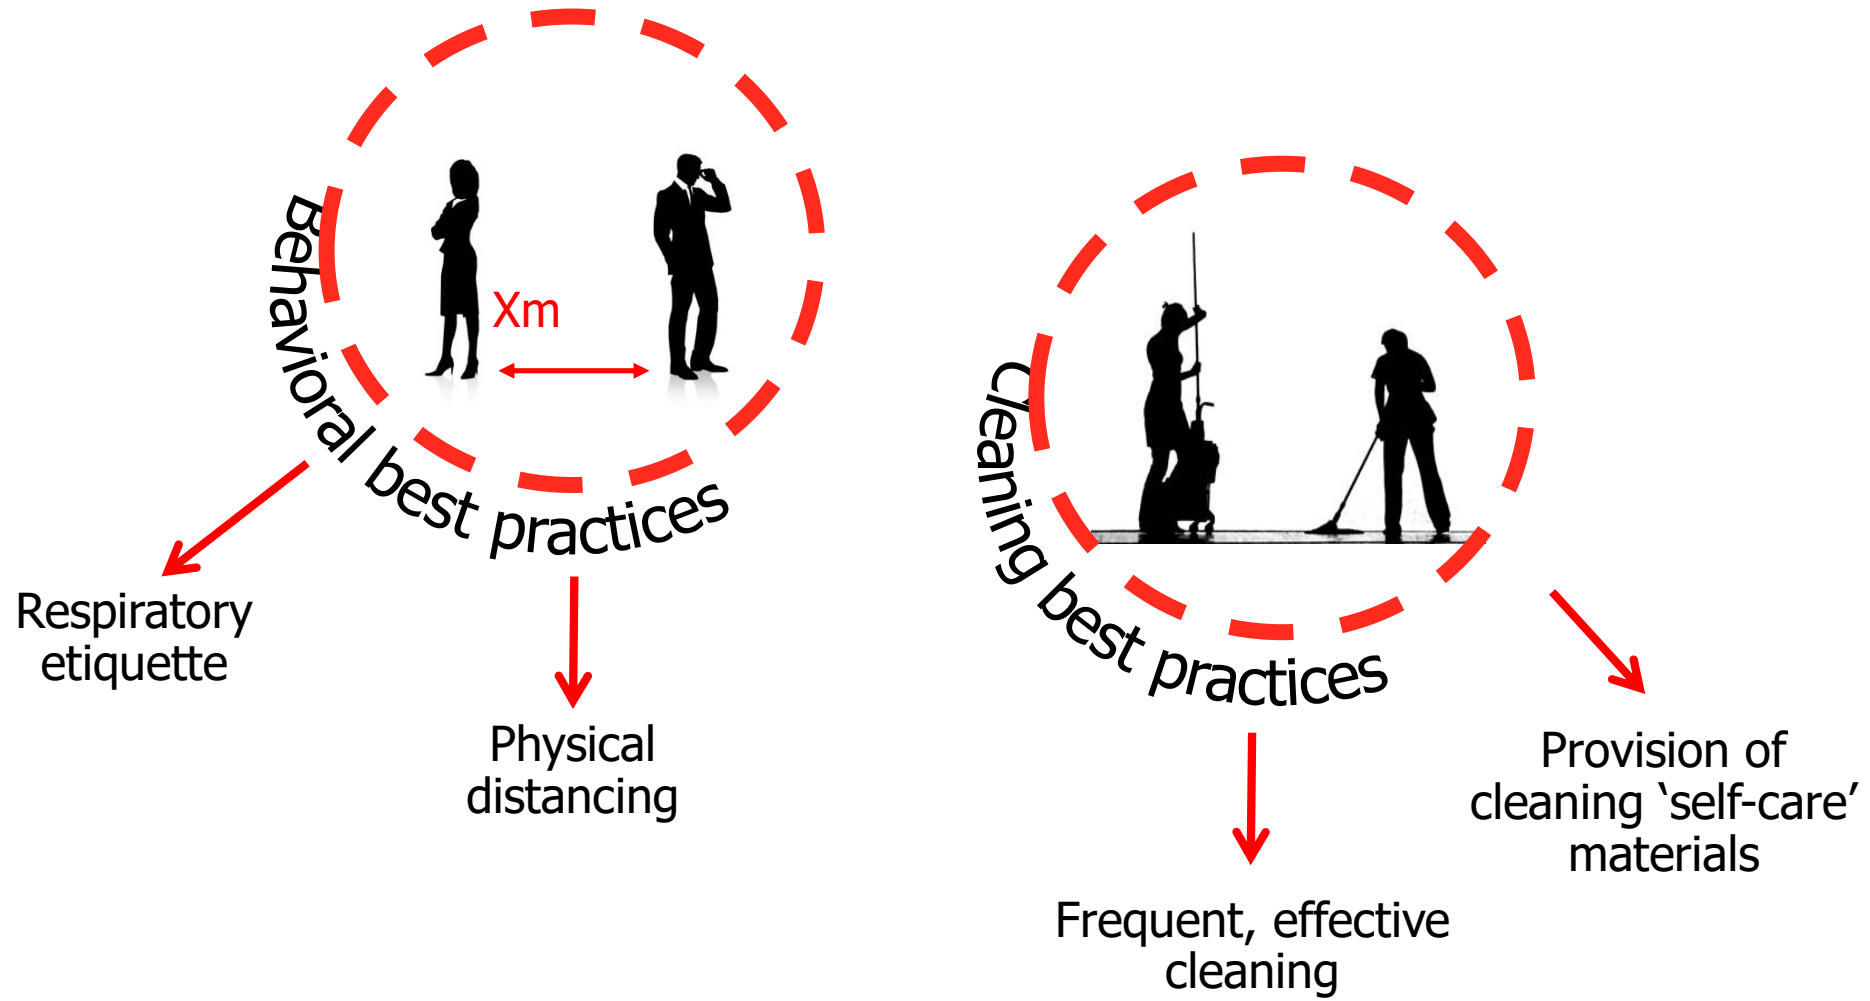 Xm
Behavioral best practices
Respiratory
etiquette
Physical
distancing
Cleaning best practices
Provision of
cleaning ‘self-care’
materials
Frequent, effective
cleaning